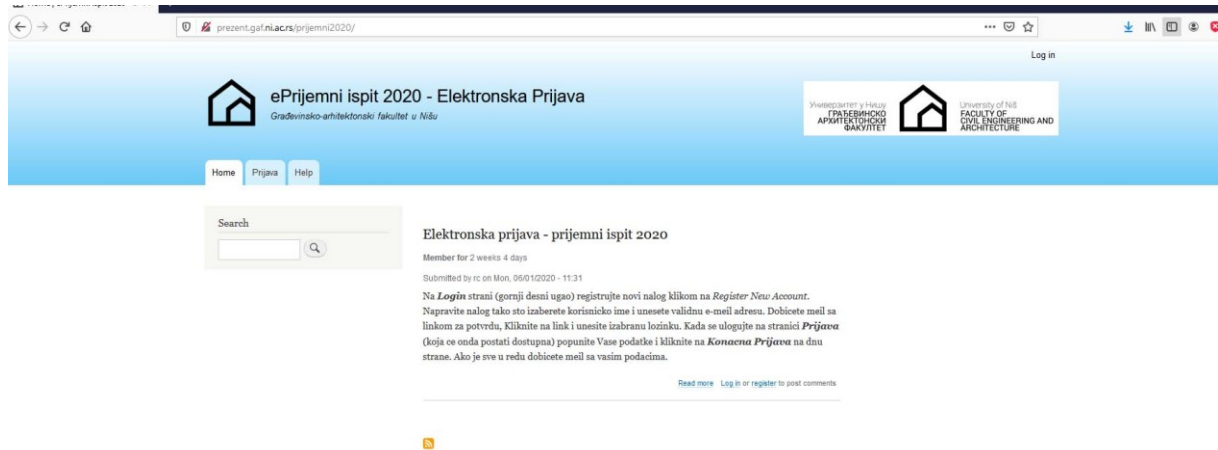 prezent.gaf.ni.ac.rs/prijemni2020/
Log in
ePrijemni ispit 2020 - Elektronska Prijava
Građevinsko-arhitektonski fakultet u Nišu
Универзитет у Нишу
ГРАЂЕВИНСКО
АРХИТЕКТОНСКИ
ФАКУЛТЕТ
University of Niš
FACULTY OF
CIVIL ENGINEERING AND
ARCHITECTURE
Home Prijava Help
Search
Elektronska prijava - prijemni ispit 2020
Member for 2 weeks 4 days
Submitted by rc on Mon, 06/01/2020 - 11:31
Na Login strani (gornji desni ugao) registrujte novi nalog klikom na Register New Account.
Napravite nalog tako sto izaberete korisnicko ime i unesete validnu e-meil adresu. Dobicete meil sa
linkom za potvrdu, Kliknite na link i unesite izabranu lozinku. Kada se ulogujte na stranici Prijava
(koja ce onda postati dostupna) popunite Vase podatke i kliknite na Konacna Prijava na dnu
strane. Ako je sve u redu dobicete meil sa vasim podacima.
Read more Log in or register to post comments